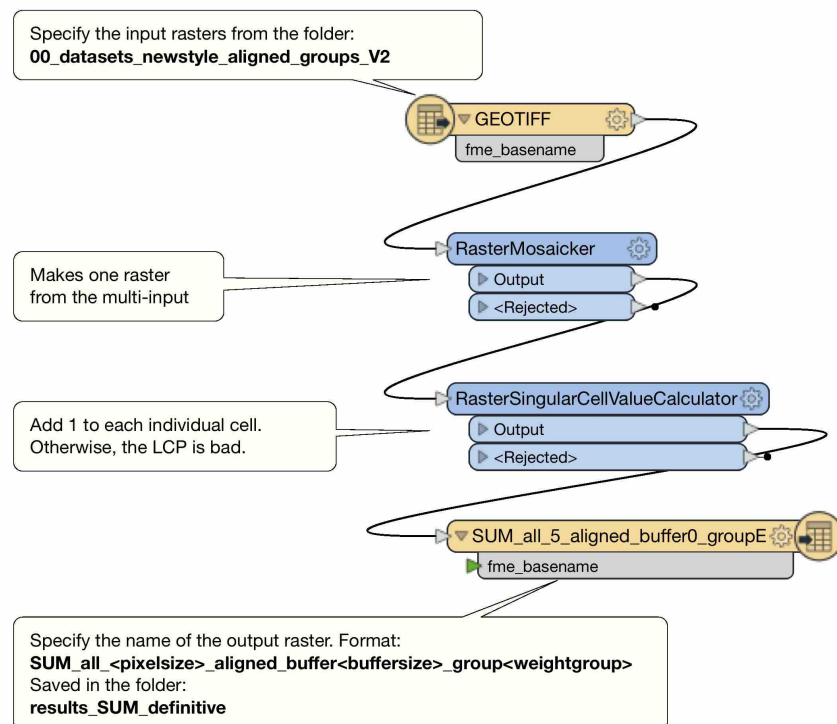 Specify the input rasters from the folder:
00_datasets_newstyle_aligned_groups_V2
GEOTIFF
fme_basename
RasterMosaicker
Output
<Rejected>
Makes one raster
from the multi-input
RasterSingularCellValueCalculator
Output
<Rejected>
Add 1 to each individual cell.
Otherwise, the LCP is bad.
SUM_all_5_aligned_buffer0_groupE
fme_basename
Specify the name of the output raster. Format:
SUM_all_<pixelsize>_aligned_buffer<buffersize>_group<weightgroup>
Saved in the folder:
results_SUM_definitive